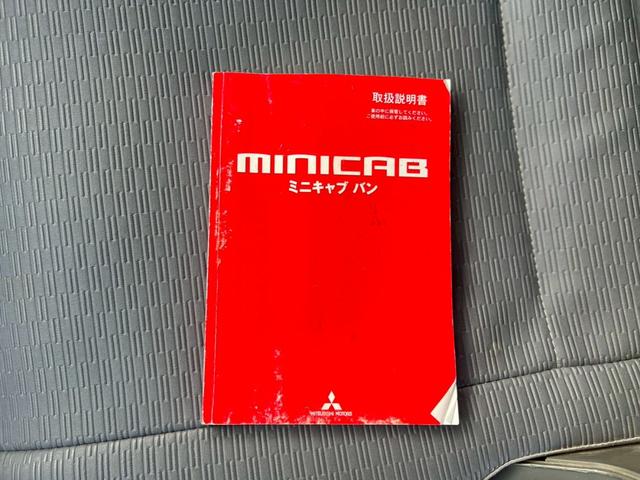 取扱説明書
車の中に保管してください。
ご使用前に必ずお読みください。
MINICAB
ミニキャブ バン
MITSUBISHI MOTORS